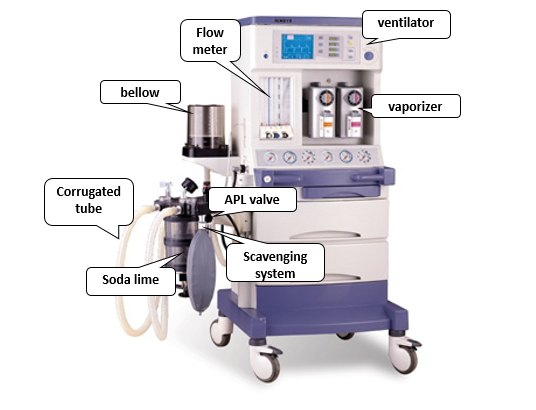 Flow
meter
ventilator
bellow
vaporizer
Corrugated
tube
APL valve
Scavenging
system
Soda lime